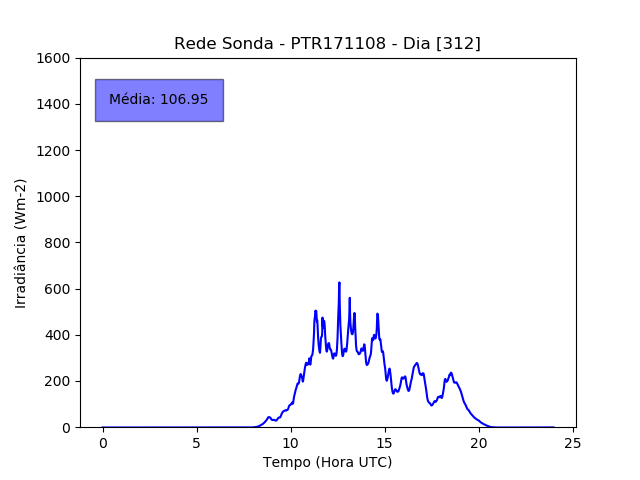 Rede Sonda - PTR171108 - Dia [312]
1600
1400
1200
1000
800
600
400
200
0
Irradiância (Wm-2)
Média: 106.95
0 5 10 15 20 25
Tempo (Hora UTC)